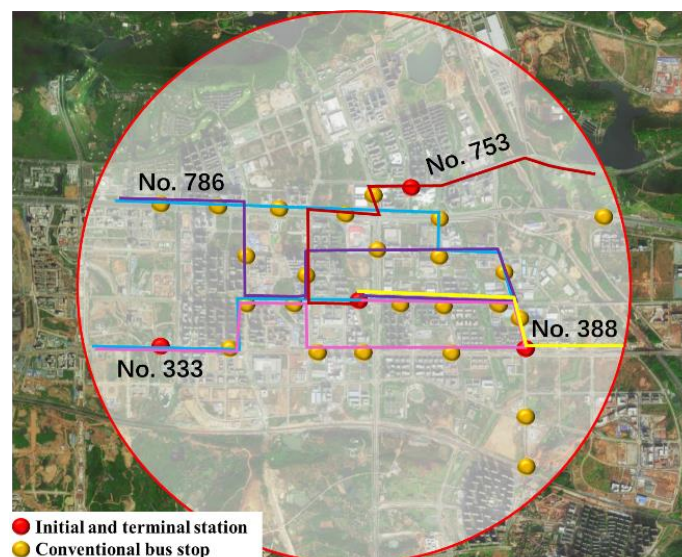 No. 753
No. 786
No. 388
No. 333
Initial and terminal station
Conventional bus stop